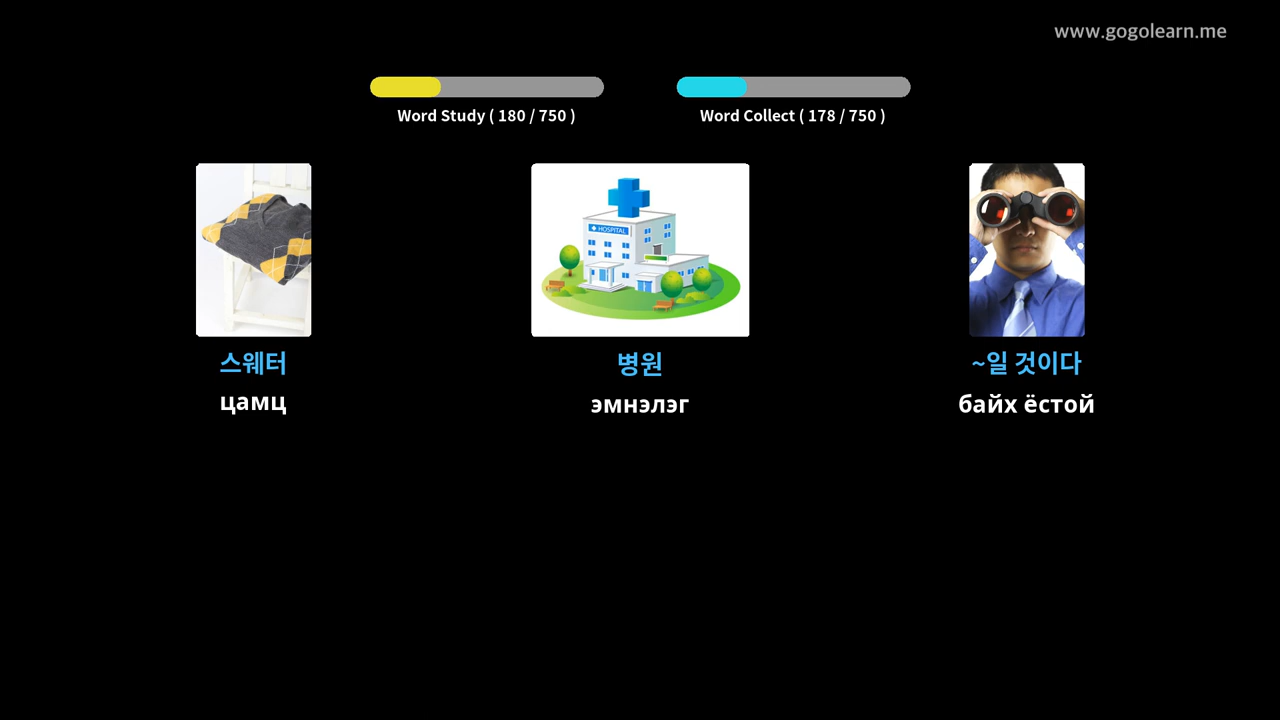 www.gogolearn.me
Word Study ( 180 / 750 )
Word Collect ( 178 / 750 )
HOSPITAL
스웨터
병원
~일 것이다
цамц
эмнэлэг
байх ёстой